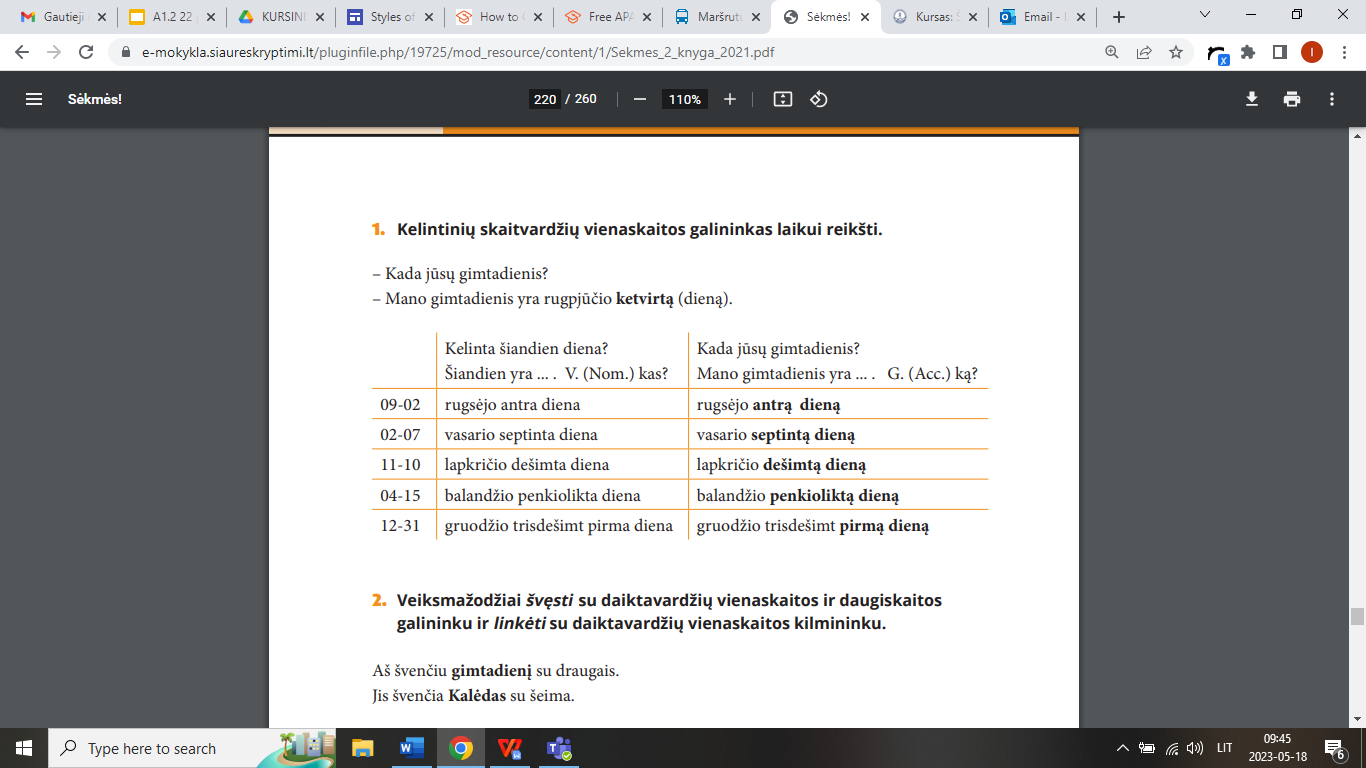 Gautieji
A1.2 22
KURSINI
Styles of
How to
Free APA
Maršrutc
Sėkmės!
Kursas:
Email -
e-mokykla.siaureskryptimi.lt/pluginfile.php/19725/mod_resource/content/1/Sekmes_2_knyga_2021.pdf
X
I
Sėkmės!
220 / 260
110%
1. Kelintinių skaitvardžių vienaskaitos galininkas laikui reikšti.
– Kada jūsų gimtadienis?
– Mano gimtadienis yra rugpjūčio ketvirtą (dieną).
Kelinta šiandien diena? Kada jūsų gimtadienis?
Šiandien yra ... . V. (Nom.) kas? Mano gimtadienis yra ... . G. (Acc.) ką?
09-02 rugsėjo antra diena rugsėjo antrą dieną
02-07 vasario septinta diena vasario septintą dieną
11-10 lapkričio dešimta diena lapkričio dešimtą dieną
04-15 balandžio penkiolikta diena balandžio penkioliktą dieną
12-31 gruodžio trisdešimt pirma diena gruodžio trisdešimt pirmą dieną
2. Veiksmažodžiai švęsti su daiktavardžių vienaskaitos ir daugiskaitos
galininku ir linkėti su daiktavardžių vienaskaitos kilmininku.
Aš švenčiu gimtadienį su draugais.
Jis švenčia Kalėdas su šeima.
Type here to search
LIT
09:45
2023-05-18
6